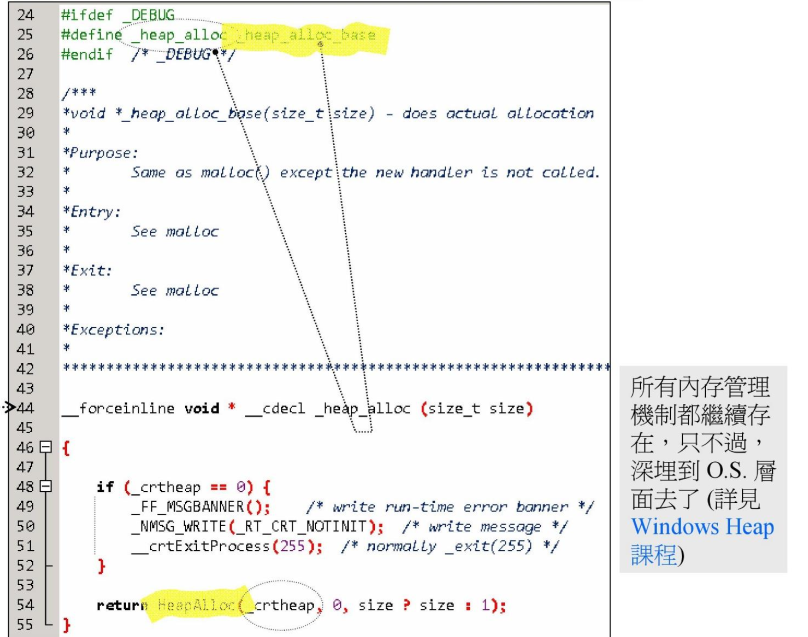 24 #ifdef _DEBUG
25 #define _heap_alloc _heap_alloc_base
26 #endif /* _DEBUG */
27
28 /***
29 *void *_heap_alloc_base(size_t size) - does actual allocation
30 *
31 *Purpose:
32 * Same as malloc() except the new handler is not called.
33 *
34 *Entry:
35 * See malloc
36 *
37 *Exit:
38 * See malloc
39 *
40 *Exceptions:
41 *
42 *******************************************************************************
43
44 __forceinline void * __cdecl _heap_alloc (size_t size)
45
46 {
47
48 if (_crtheap == 0) {
49 _FF_MSGBANNER(); /* write run-time error banner */
50 _NMSG_WRITE(_RT_CRT_NOTINIT); /* write message */
51 __crtExitProcess(255); /* normally _exit(255) */
52 }
53
54 return HeapAlloc(_crtheap, 0, size ? size : 1);
55 }
所有內存管理
機制都繼續存
在，只不過，
深埋到 O.S. 層
面去了 (詳見
Windows Heap
課程)